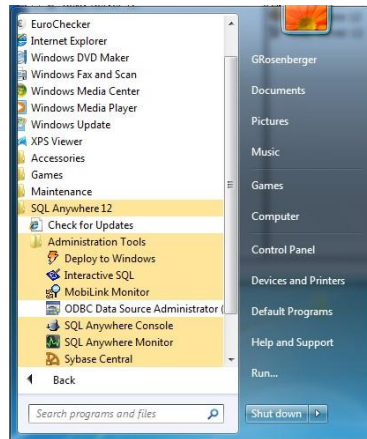 EuroChecker
Internet Explorer
Windows DVD Maker
Windows Fax and Scan
Windows Media Center
Windows Media Player
Windows Update
XPS Viewer
Accessories
Games
Maintenance
SQL Anywhere 12
Check for Updates
Administration Tools
Deploy to Windows
Interactive SQL
MobiLink Monitor
ODBC Data Source Administrator (
SQL Anywhere Console
SQL Anywhere Monitor
Sybase Central
Back
Search programs and files
GRosenberger
Documents
Pictures
Music
Games
Computer
Control Panel
Devices and Printers
Default Programs
Help and Support
Run...
Shut down